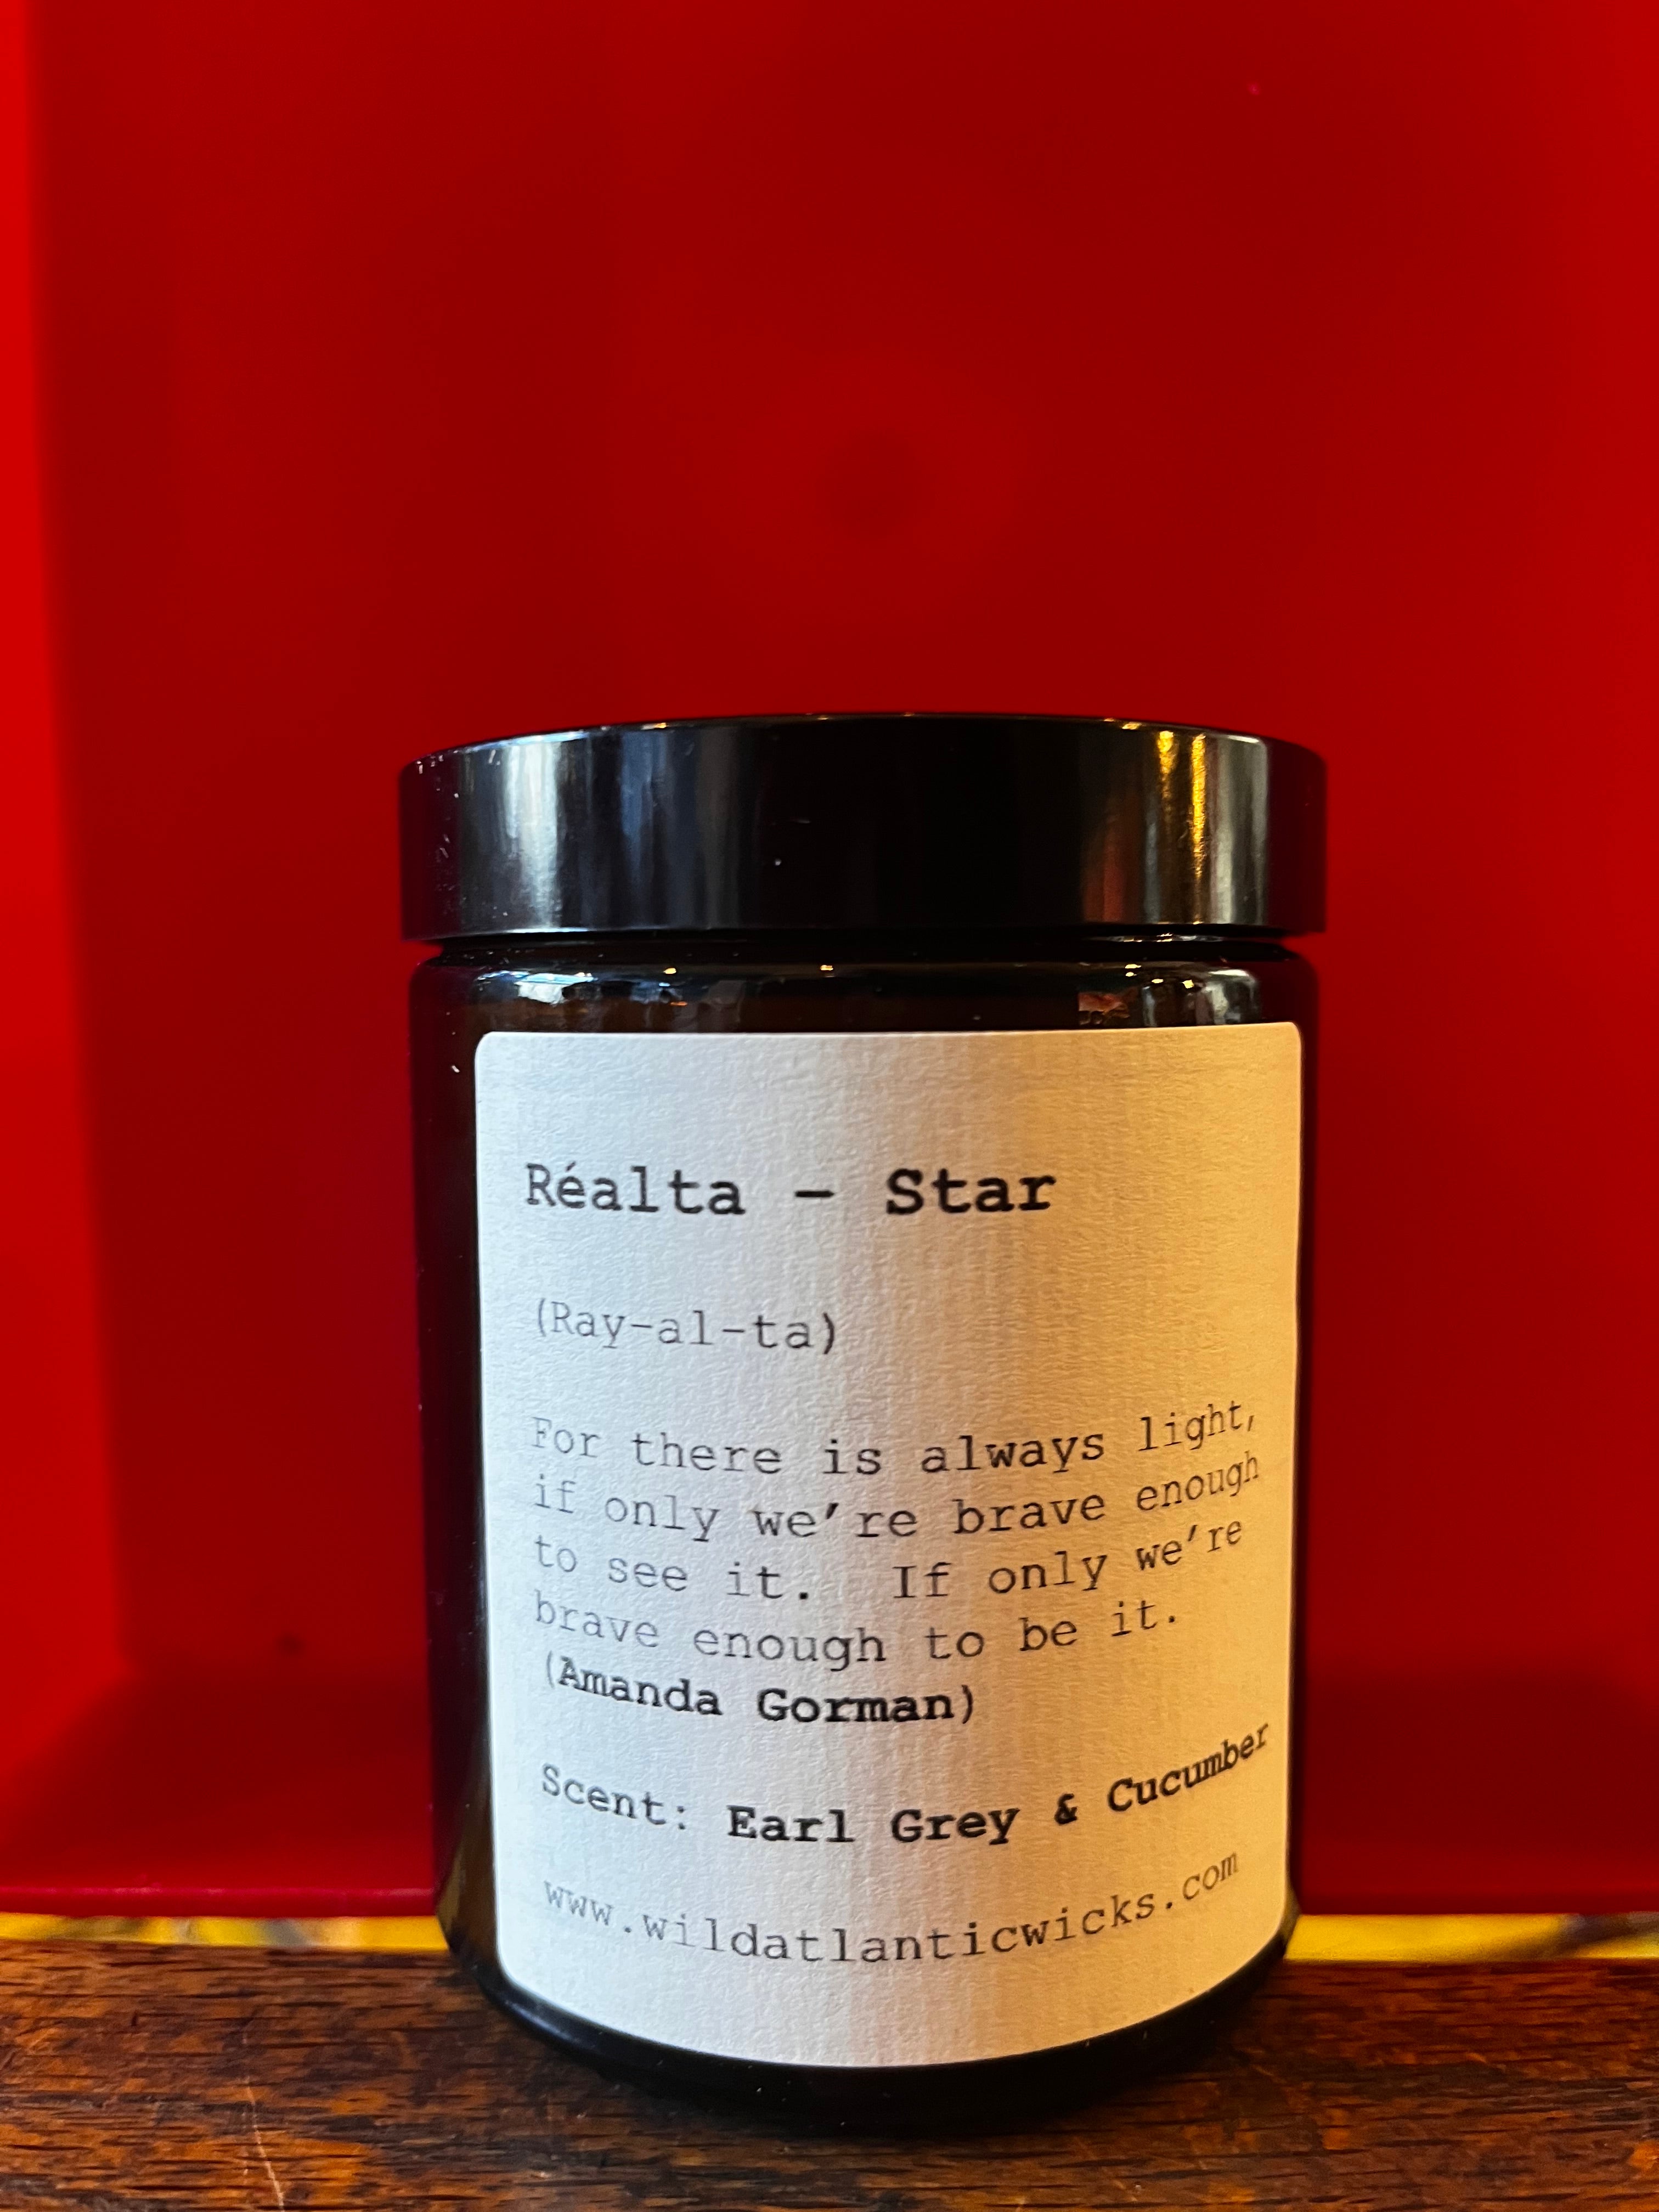 Réalta - Star
(Ray-al-ta)
For there is always light,
if only we're brave enough
to see it.  If only we're
brave enough to be it.
(Amanda Gorman)
Scent: Earl Grey & Cucumber
www.wildatlanticwicks.com